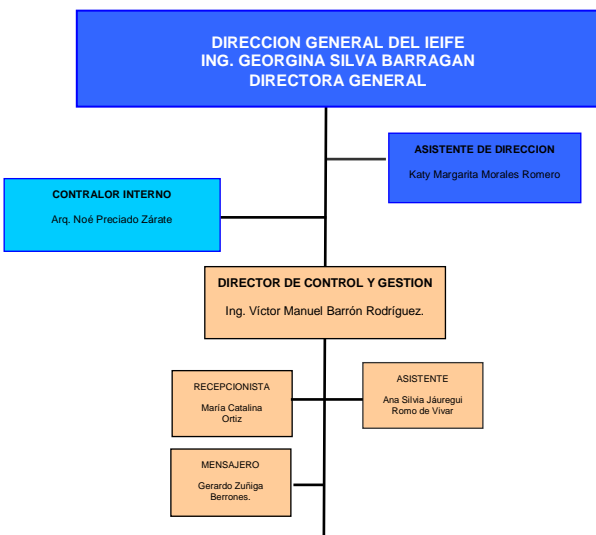 DIRECCION GENERAL DEL IEIFE
ING. GEORGINA SILVA BARRAGAN
DIRECTORA GENERAL
ASISTENTE DE DIRECCION
Katy Margarita Morales Romero
CONTRALOR INTERNO
Arq. Noé Preciado Zárate
DIRECTOR DE CONTROL Y GESTION
Ing. Víctor Manuel Barrón Rodríguez.
RECEPCIONISTA
María Catalina
Ortiz
ASISTENTE
Ana Silvia Jáuregui
Romo de Vivar
MENSAJERO
Gerardo Zuñiga
Berrones.